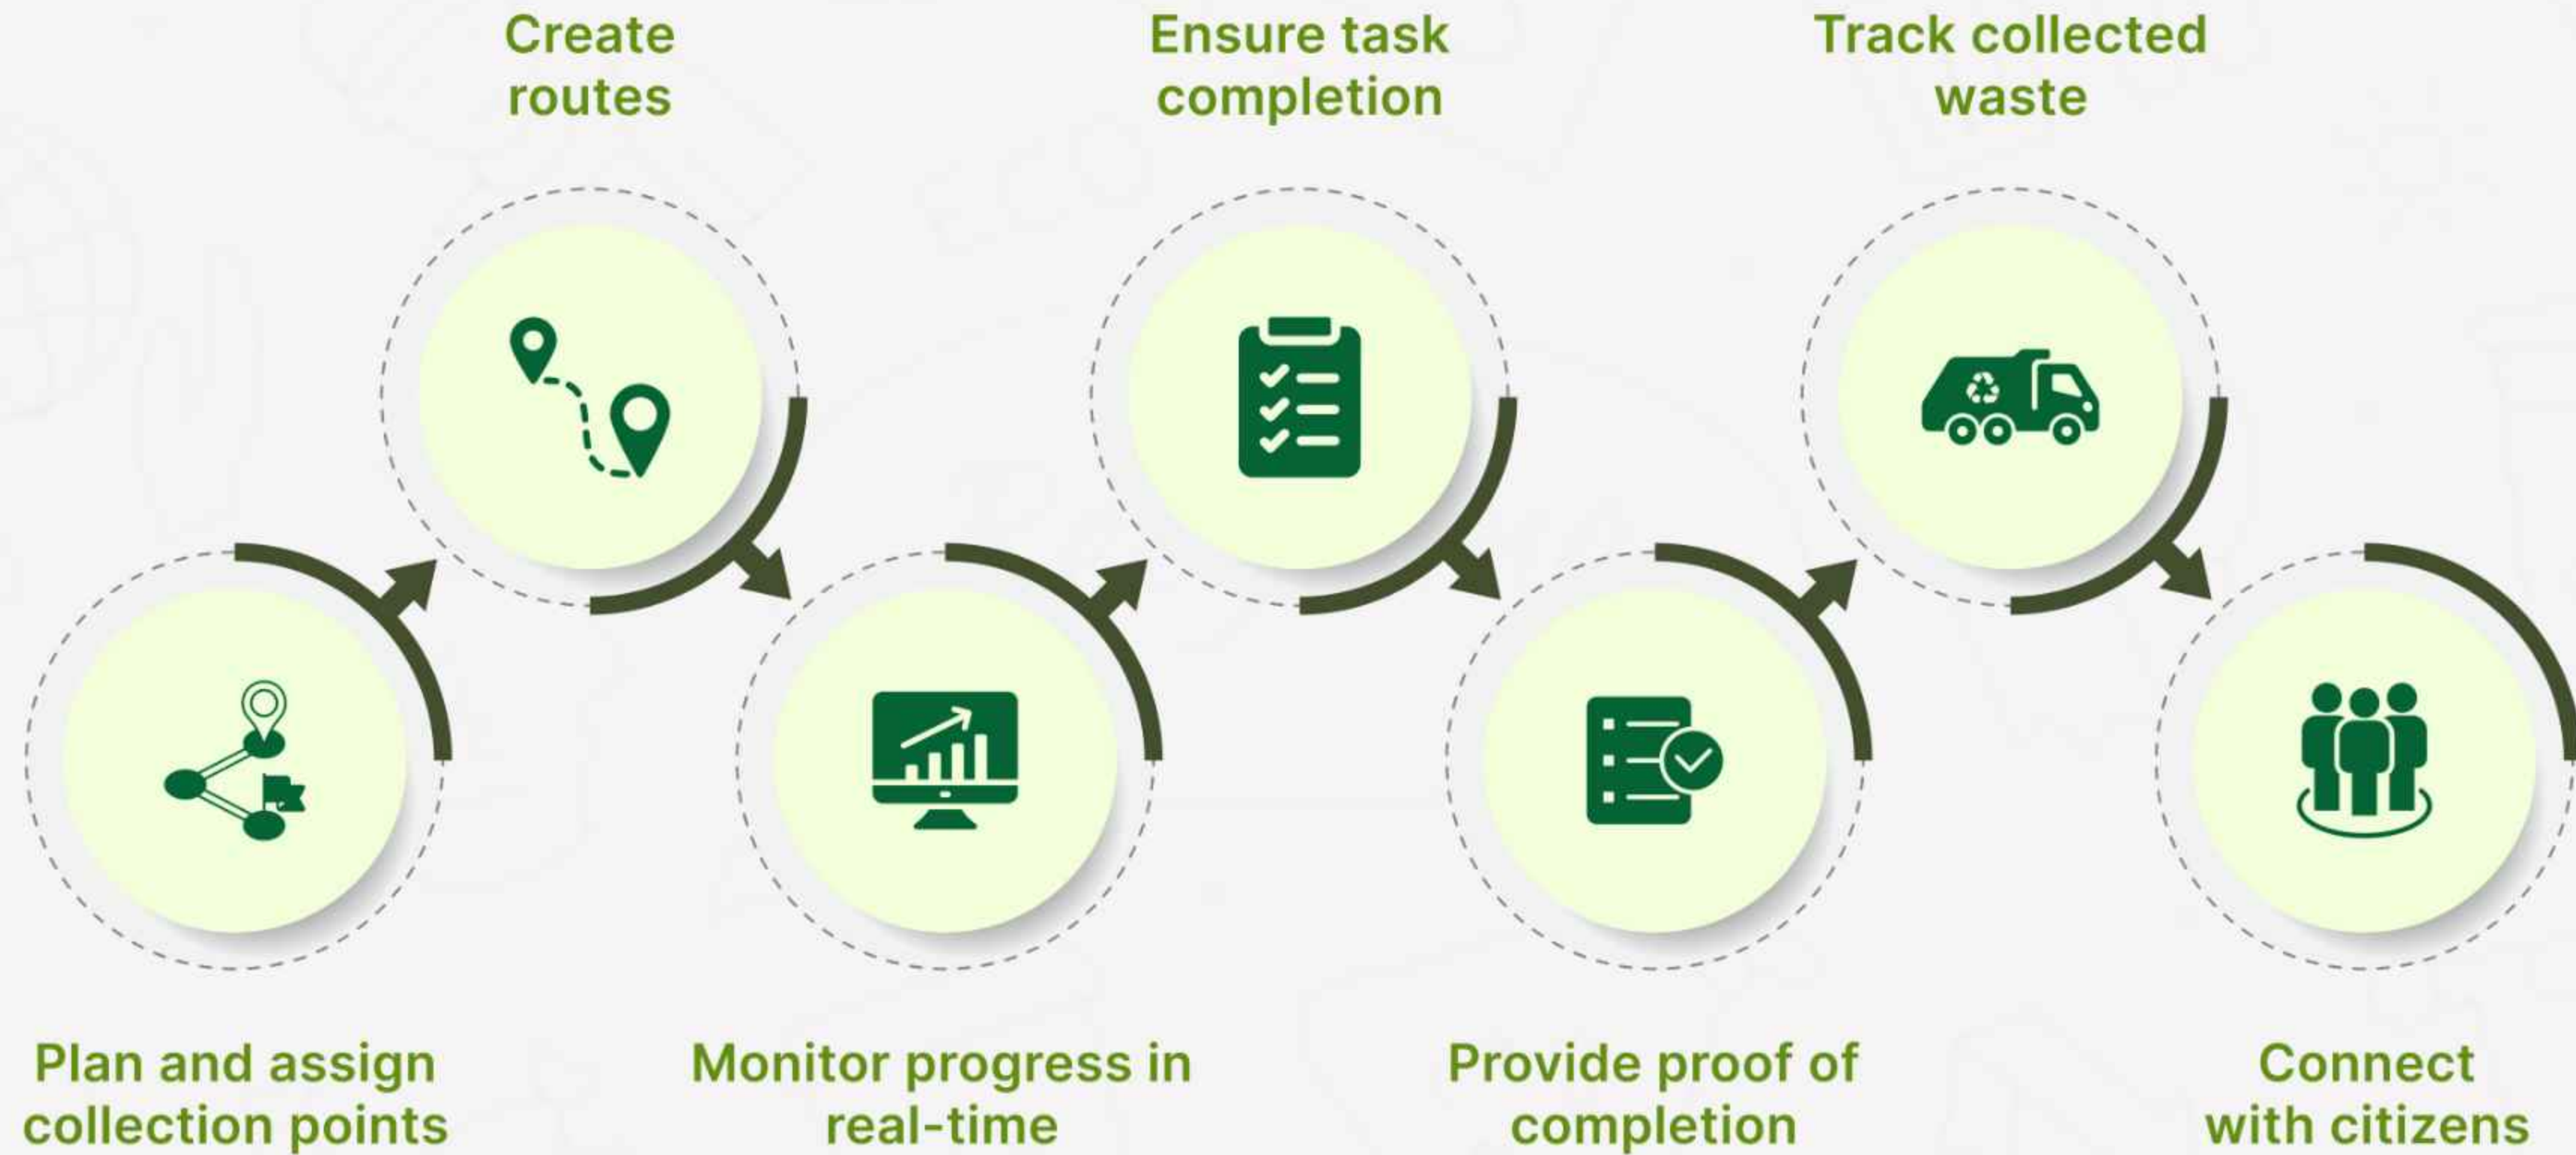 Create
routes
Ensure task
completion
Track collected
waste
Plan and assign
collection points
Monitor progress in
real-time
Provide proof of
completion
Connect
with citizens